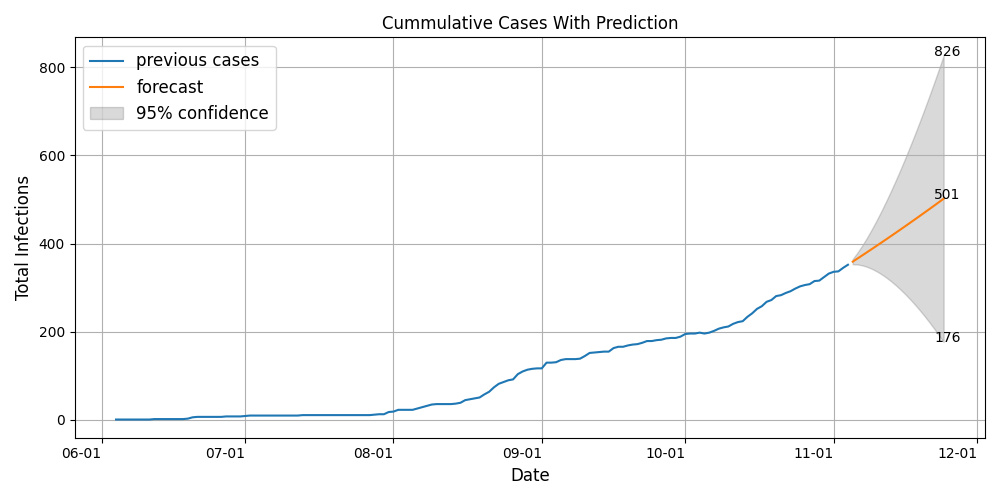 Cummulative Cases With Prediction
previous cases
forecast
95% confidence
826
501
176
800
600
400
200
0
Total Infections
06-01 07-01 08-01 09-01 10-01 11-01 12-01
Date